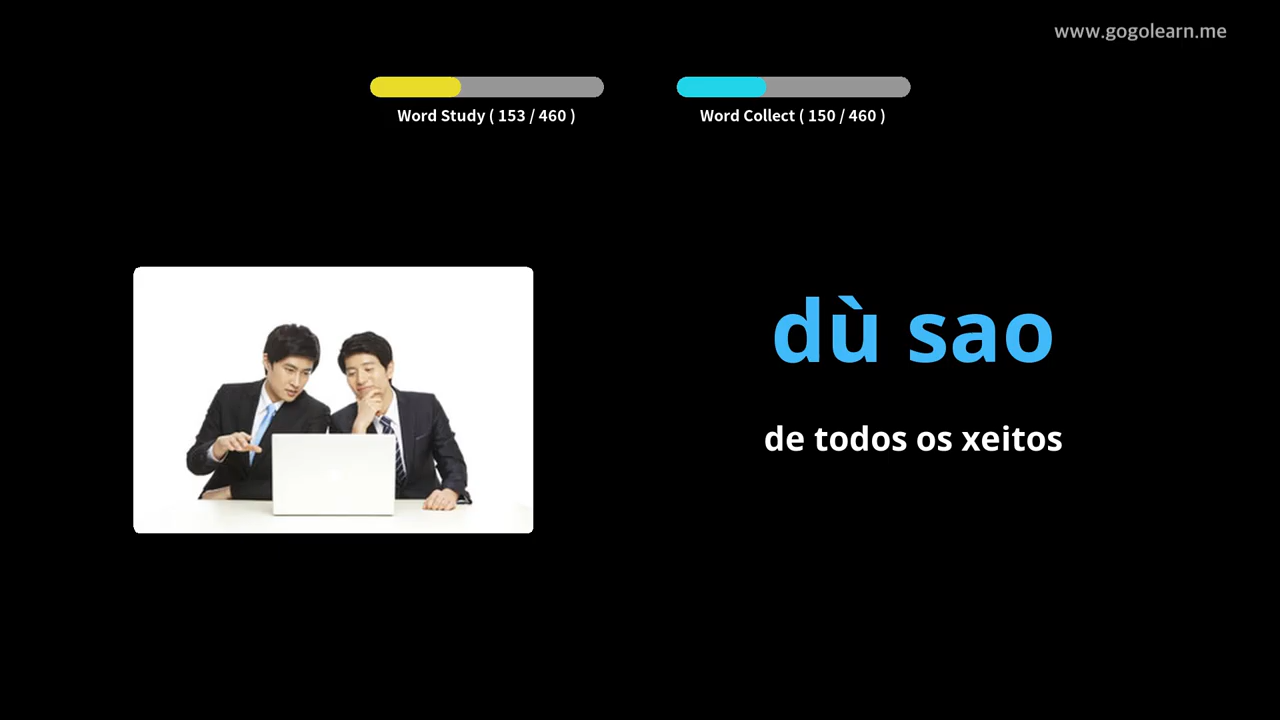 www.gogolearn.me
Word Study ( 153 / 460 )
Word Collect ( 150 / 460 )
dù sao
de todos os xeitos